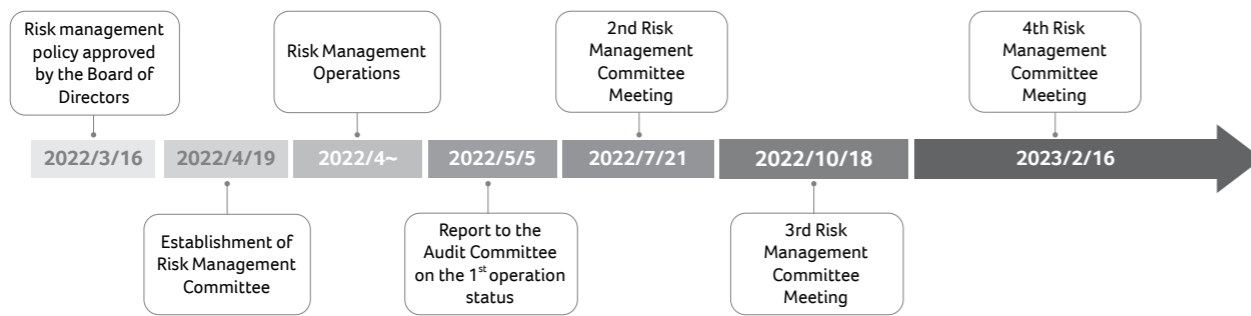 Risk management
policy approved
by the Board of
Directors
Risk Management
Operations
2nd Risk
Management
Committee
Meeting
4th Risk
Management
Committee
Meeting
2022/3/16
2022/4/19
2022/4~
2022/5/5
2022/7/21
2022/10/18
2023/2/16
Establishment of
Risk Management
Committee
Report to the
Audit Committee
on the 1st operation
status
3rd Risk
Management
Committee
Meeting